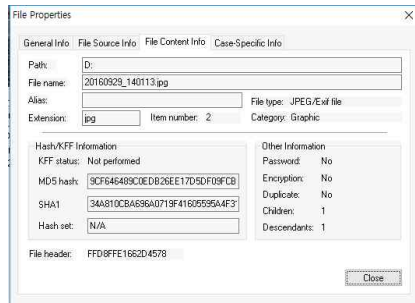 File Properties
General Info File Source Info File Content Info Case-Specific Info
Path: D:
File name: 20160929_140113.jpg
Alias:
File type: JPEG/Exif file
Extension: jpg Item number: 2 Category: Graphic
Hash/KFF Information
KFF status: Not performed
MD5 hash: 9CF646489C0EDB26EE17D5DF09FCB
SHA1 34A810CBA696A0719F41605595A4F31
Hash set: N/A
Other Information
Password: No
Encryption: No
Duplicate: No
Children: 1
Descendants: 1
File header: FFD8FFE1662D4578
Close